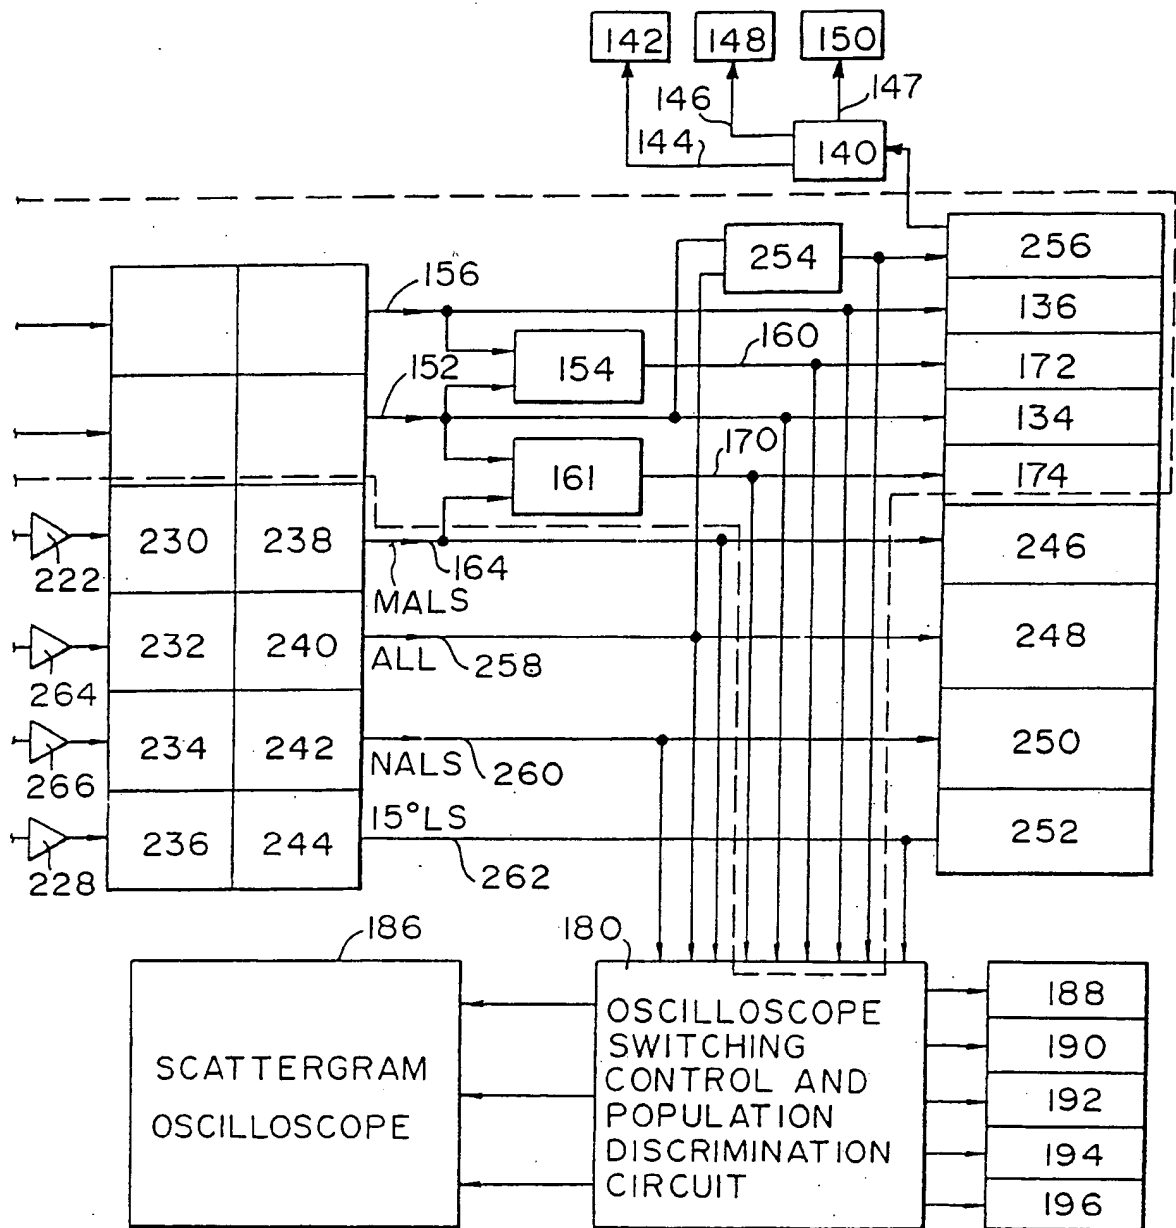 142 148 150
146 147
144 140
254 256
156 136
154 160 172
152 134
161 170 174
230 238 164 246
222 MALS
232 240 ALL 258 248
264
234 242 NALS 260 250
266
236 244 15°LS 252
228 262
186 180
188
OSCILLOSCOPE
SWITCHING 190
SCATTERGRAM CONTROL AND
OSCILLOSCOPE POPULATION 192
DISCRIMINATION 194
CIRCUIT
196